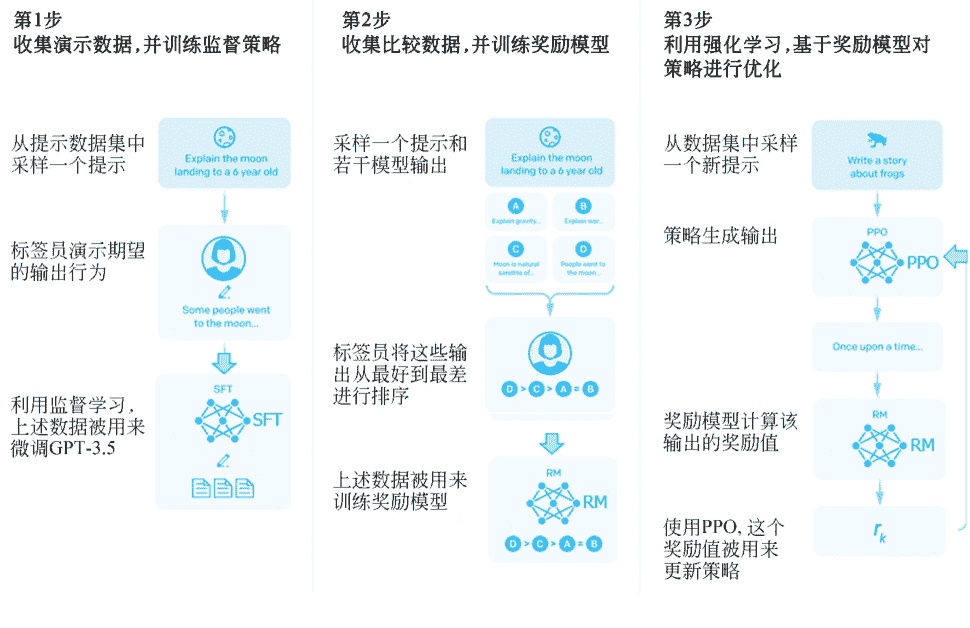 第1步
收集演示数据,并训练监督策略
从提示数据集中
采样一个提示
Explain the moon
landing to a 6 year old
标签员演示期望
的输出行为
Some people went
to the moon...
利用监督学习,
上述数据被用来
微调GPT-3.5
SFT
SFT
第2步
收集比较数据,并训练奖励模型
采样一个提示和
若干模型输出
Explain the moon
landing to a 6 year old
A
Explain gravity...
B
Explain war...
C
Moon is natural
satellite of...
D
People went to
the moon...
标签员将这些输
出从最好到最差
进行排序
D > C > A = B
上述数据被用来
训练奖励模型
RM
RM
D > C > A = B
第3步
利用强化学习,基于奖励模型对
策略进行优化
从数据集中采样
一个新提示
Write a story
about frogs
策略生成输出
PPO
PPO
Once upon a time...
奖励模型计算该
输出的奖励值
RM
RM
使用PPO, 这个
奖励值被用来
更新策略
rk